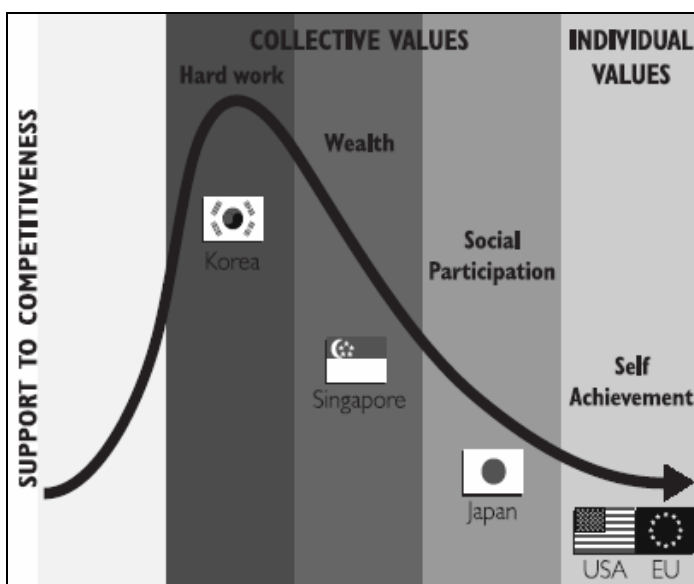 COLLECTIVE VALUES
INDIVIDUAL
VALUES
Hard work
Wealth
Social
Participation
Self
Achievement
SUPPORT TO COMPETITIVENESS
Korea
Singapore
Japan
USA EU